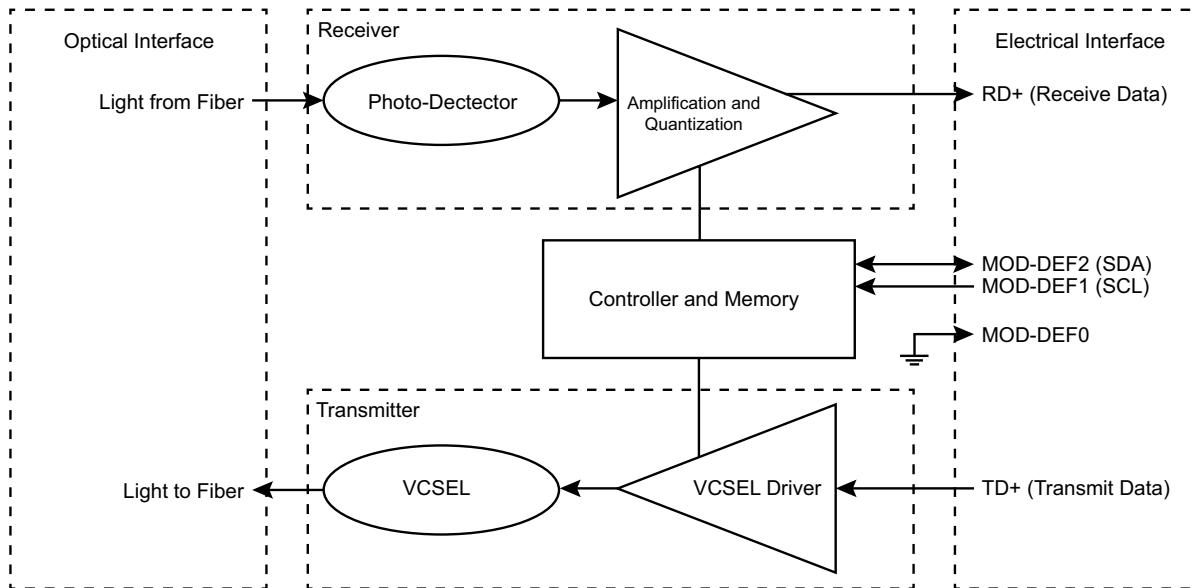 Optical Interface
Receiver
Electrical Interface
Light from Fiber
Photo-Dectector
Amplification and
Quantization
RD+ (Receive Data)
Controller and Memory
MOD-DEF2 (SDA)
MOD-DEF1 (SCL)
MOD-DEF0
Transmitter
Light to Fiber
VCSEL
VCSEL Driver
TD+ (Transmit Data)